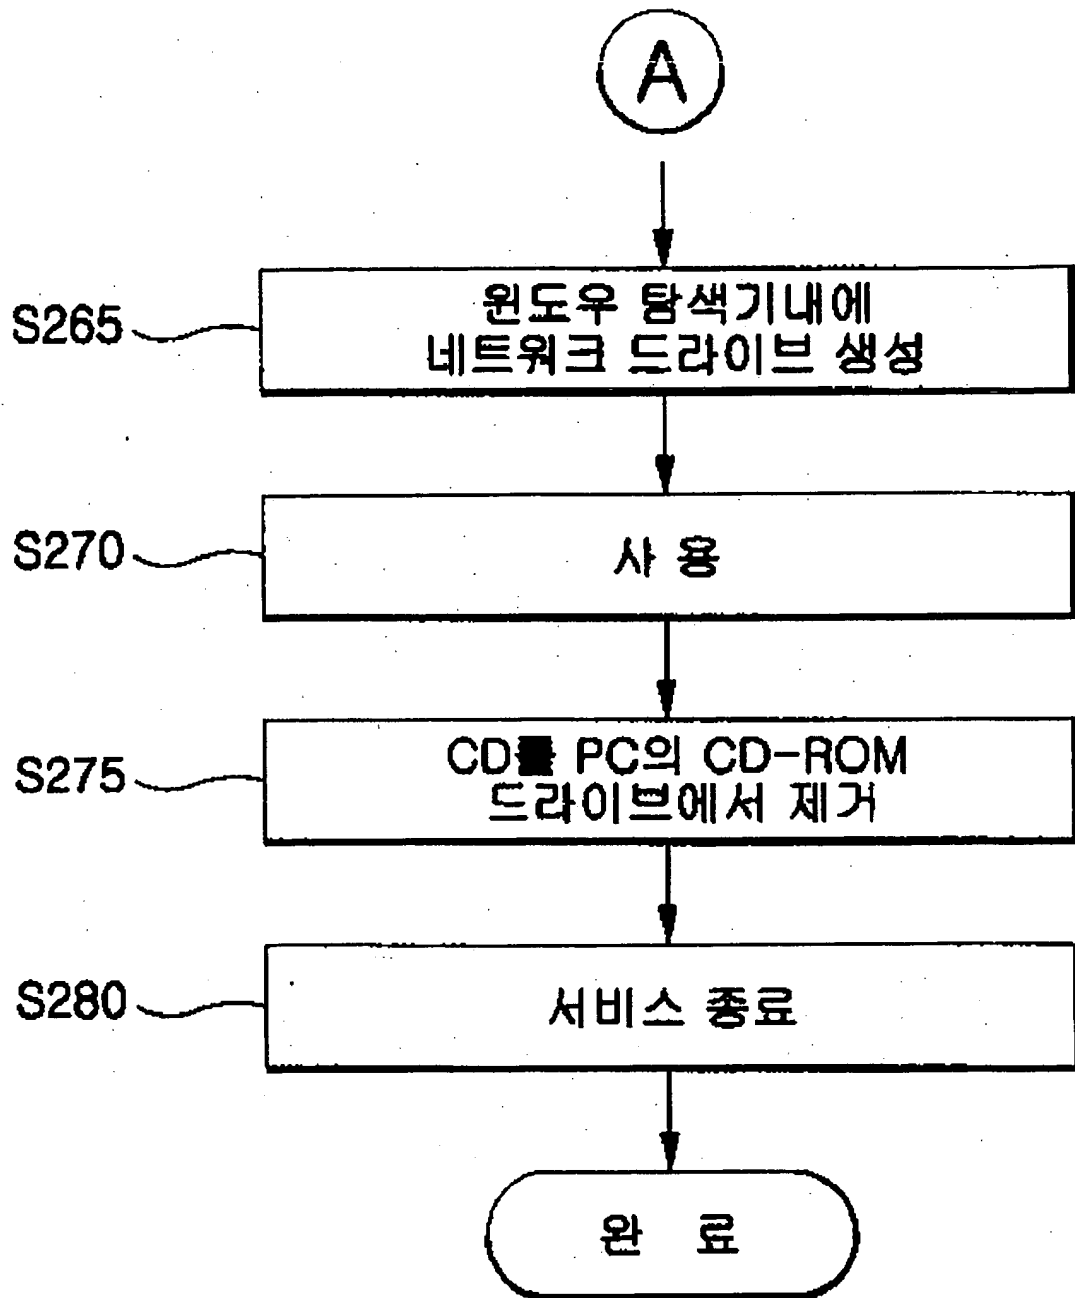 A
S265
윈도우 탐색기내에
네트워크 드라이브 생성
S270
사 용
S275
CD를 PC의 CD-ROM
드라이브에서 제거
S280
서비스 종료
완 료